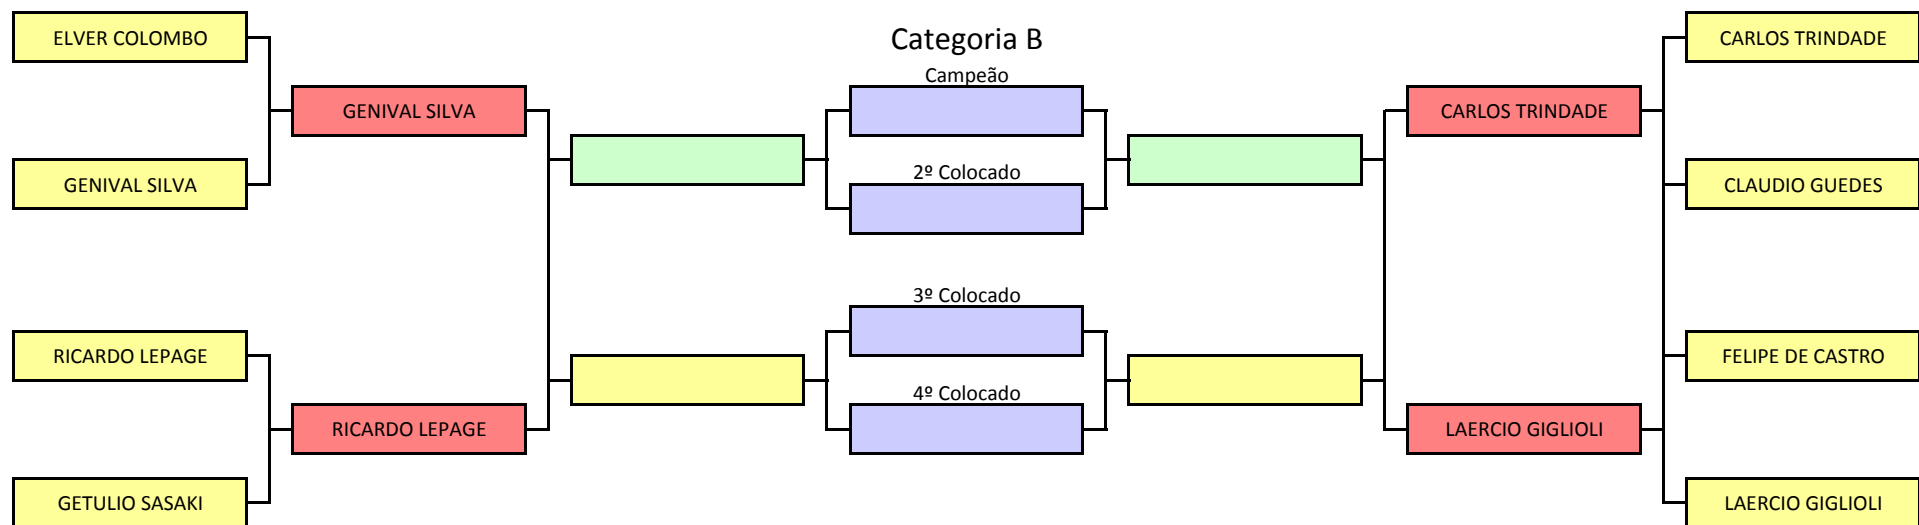 ELVER COLOMBO
Categoria B
CARLOS TRINDADE
Campeão
GENIVAL SILVA
CARLOS TRINDADE
2º Colocado
GENIVAL SILVA
CLAUDIO GUEDES
3º Colocado
RICARDO LEPAGE
FELIPE DE CASTRO
4º Colocado
RICARDO LEPAGE
LAERCIO GIGLIOLI
GETULIO SASAKI
LAERCIO GIGLIOLI